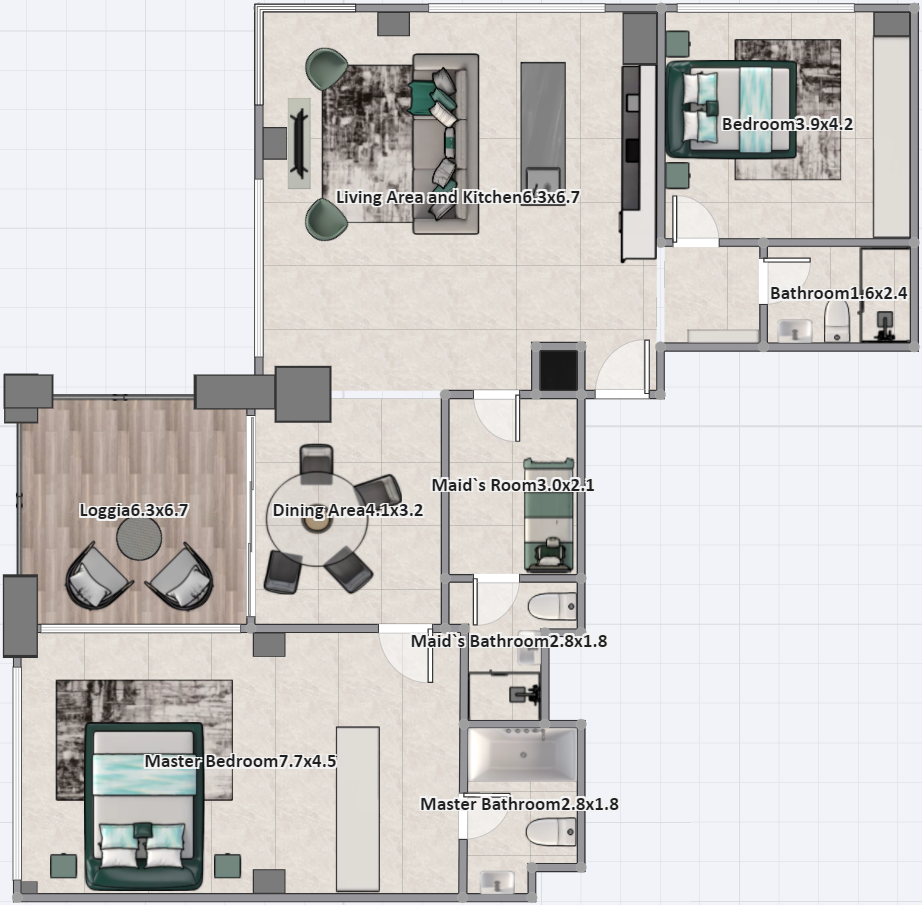 Bedroom3.9x4.2
Living Area and Kitchen6.3x6.7
Bathroom1.6x2.4
Maid`s Room3.0x2.1
Loggia6.3x6.7
Dining Area4.1x3.2
Maid`s Bathroom2.8x1.8
Master Bedroom7.7x4.5
Master Bathroom2.8x1.8